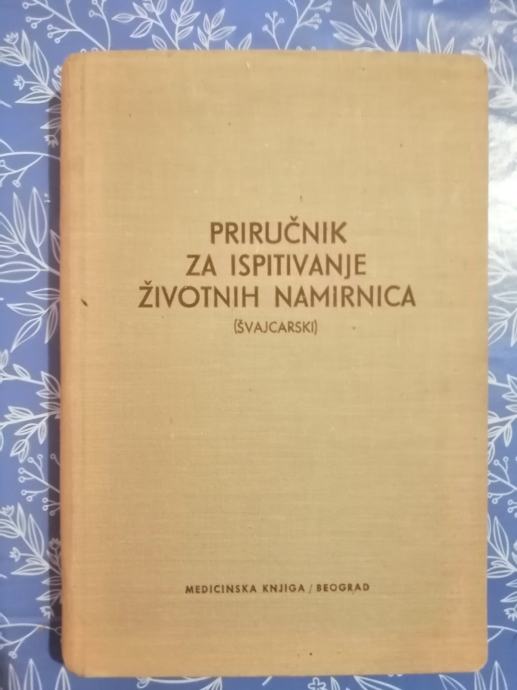 PRIRUČNIK
ZA ISPITIVANJE
ŽIVOTNIH NAMIRNICA
(ŠVAJCARSKI)
MEDICINSKA KNJIGA / BEOGRAD